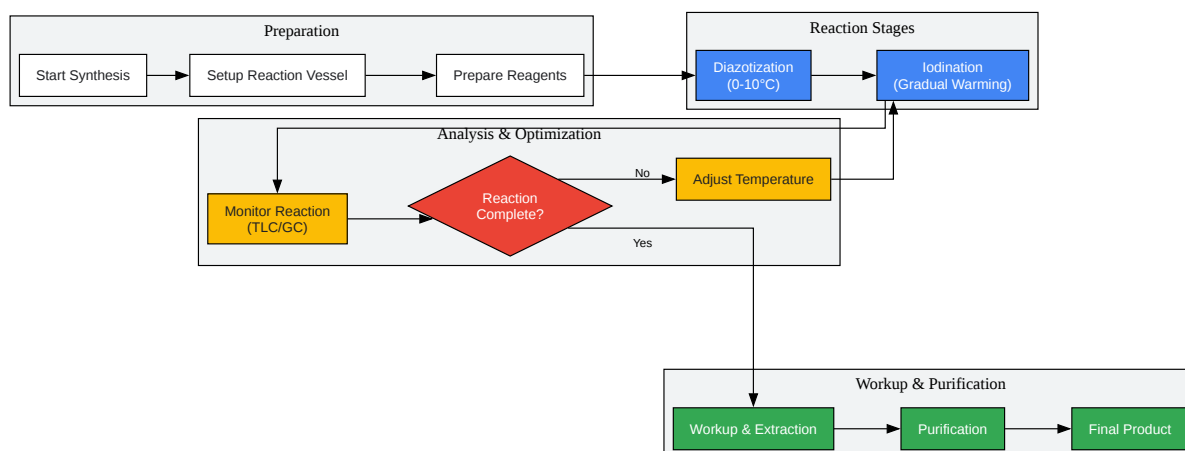 Preparation
Start Synthesis
Setup Reaction Vessel
Prepare Reagents
Reaction Stages
Diazotization
(0-10°C)
Iodination
(Gradual Warming)
Analysis & Optimization
Monitor Reaction
(TLC/GC)
Reaction
Complete?
No
Adjust Temperature
Yes
Workup & Purification
Workup & Extraction
Purification
Final Product